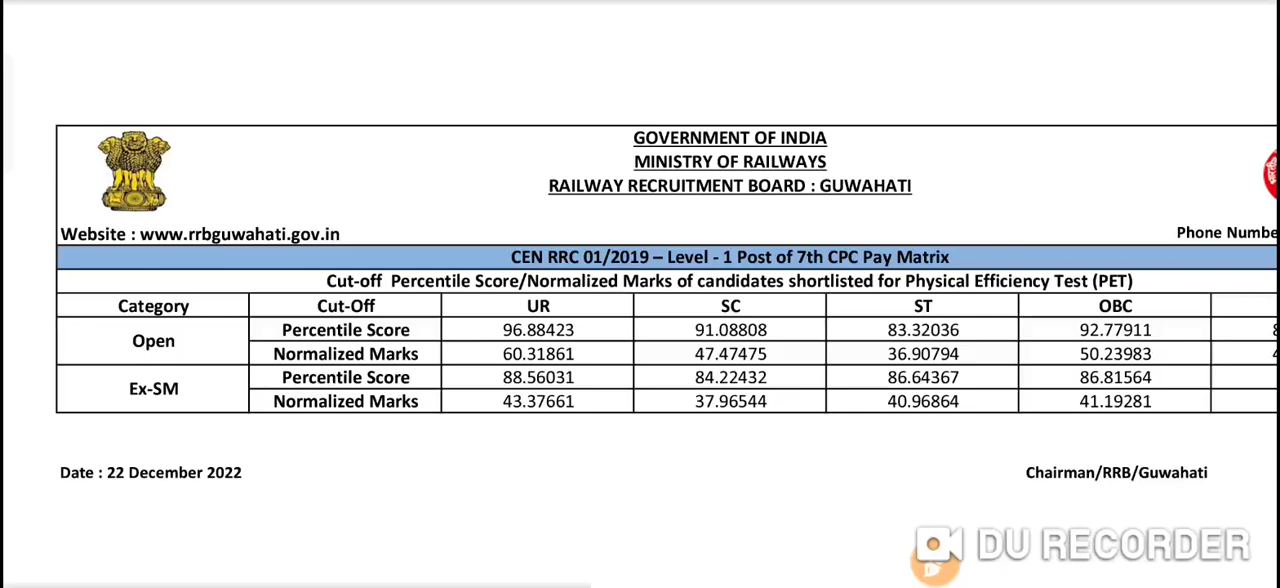 GOVERNMENT OF INDIA
MINISTRY OF RAILWAYS
RAILWAY RECRUITMENT BOARD : GUWAHATI
Website : www.rrbguwahati.gov.in Phone Numbe
CEN RRC 01/2019 – Level - 1 Post of 7th CPC Pay Matrix
Cut-off Percentile Score/Normalized Marks of candidates shortlisted for Physical Efficiency Test (PET)
Category Cut-Off UR SC ST OBC
Open
Percentile Score 96.88423 91.08808 83.32036 92.77911
Normalized Marks 60.31861 47.47475 36.90794 50.23983
Ex-SM
Percentile Score 88.56031 84.22432 86.64367 86.81564
Normalized Marks 43.37661 37.96544 40.96864 41.19281
Date : 22 December 2022 Chairman/RRB/Guwahati
DU RECORDER